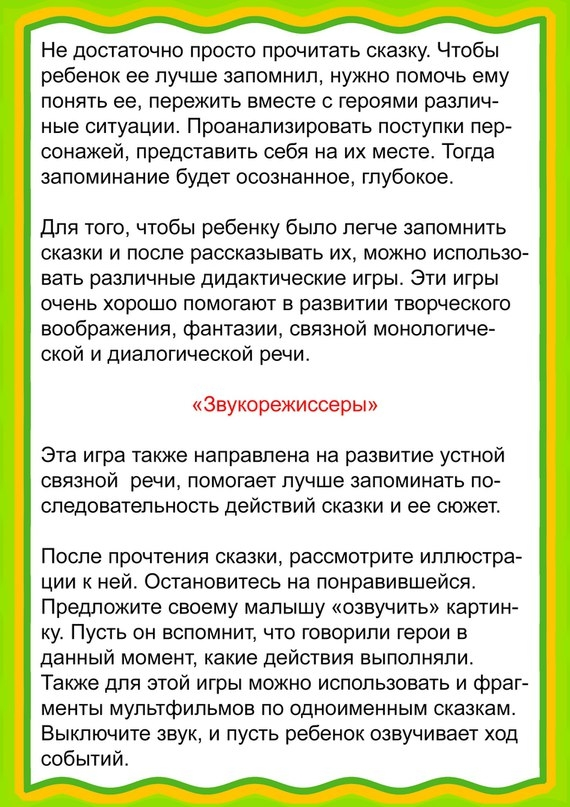 Не достаточно просто прочитать сказку. Чтобы
ребенок ее лучше запомнил, нужно помочь ему
понять ее, пережить вместе с героями различ-
ные ситуации. Проанализировать поступки пер-
сонажей, представить себя на их месте. Тогда
запоминание будет осознанное, глубокое.
Для того, чтобы ребенку было легче запомнить
сказки и после рассказывать их, можно использо-
вать различные дидактические игры. Эти игры
очень хорошо помогают в развитии творческого
воображения, фантазии, связной монологиче-
ской и диалогической речи.
«Звукорежиссеры»
Эта игра также направлена на развитие устной
связной  речи, помогает лучше запоминать по-
следовательность действий сказки и ее сюжет.
После прочтения сказки, рассмотрите иллюстра-
ции к ней. Остановитесь на понравившейся.
Предложите своему малышу «озвучить» картин-
ку. Пусть он вспомнит, что говорили герои в
данный момент, какие действия выполняли.
Также для этой игры можно использовать и фраг-
менты мультфильмов по одноименным сказкам.
Выключите звук, и пусть ребенок озвучивает ход
событий.